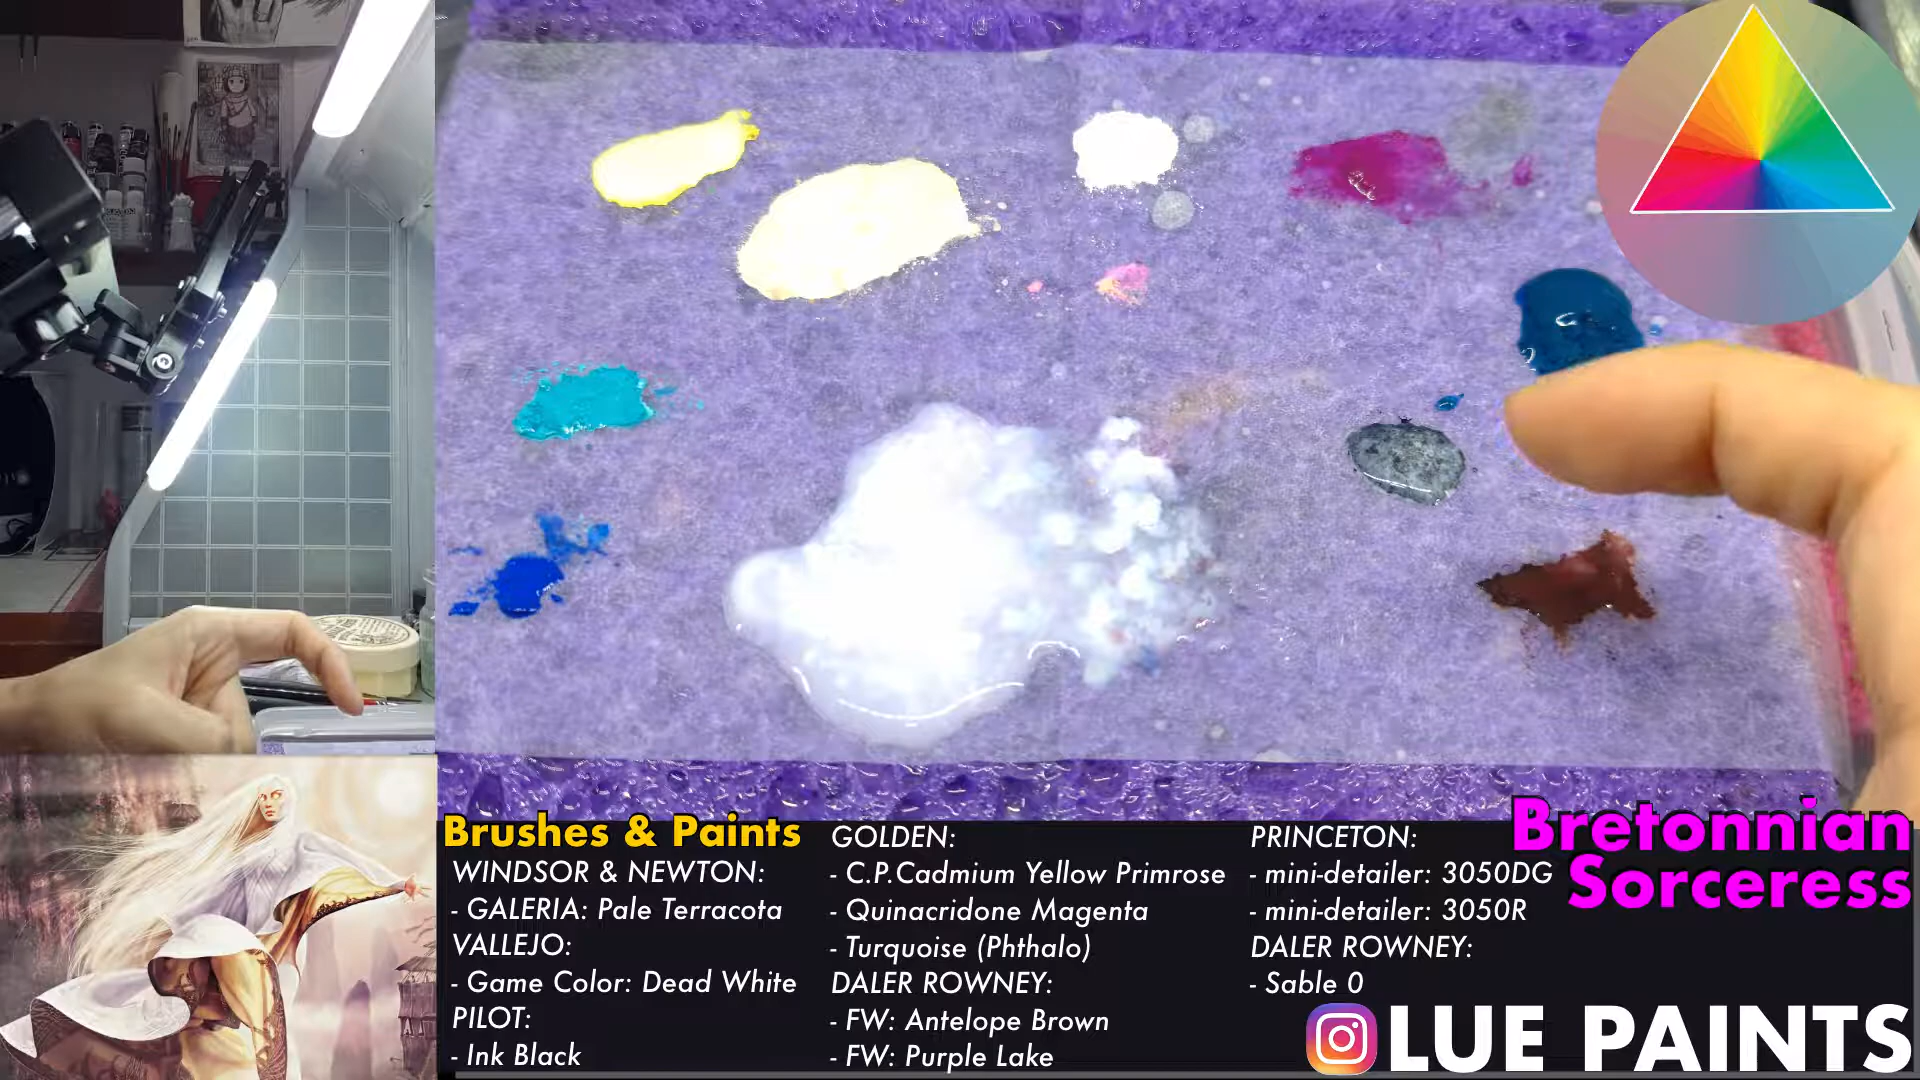 Brushes & Paints
WINDSOR & NEWTON:
- GALERIA: Pale Terracota
VALLEJO:
- Game Color: Dead White
PILOT:
- Ink Black
GOLDEN:
- C.P.Cadmium Yellow Primrose
- Quinacridone Magenta
- Turquoise (Phthalo)
DALER ROWNEY:
- FW: Antelope Brown
- FW: Purple Lake
PRINCETON:
- mini-detailer: 3050DG
- mini-detailer: 3050R
DALER ROWNEY:
- Sable 0
Bretonnian
Sorceress
LUE PAINTS